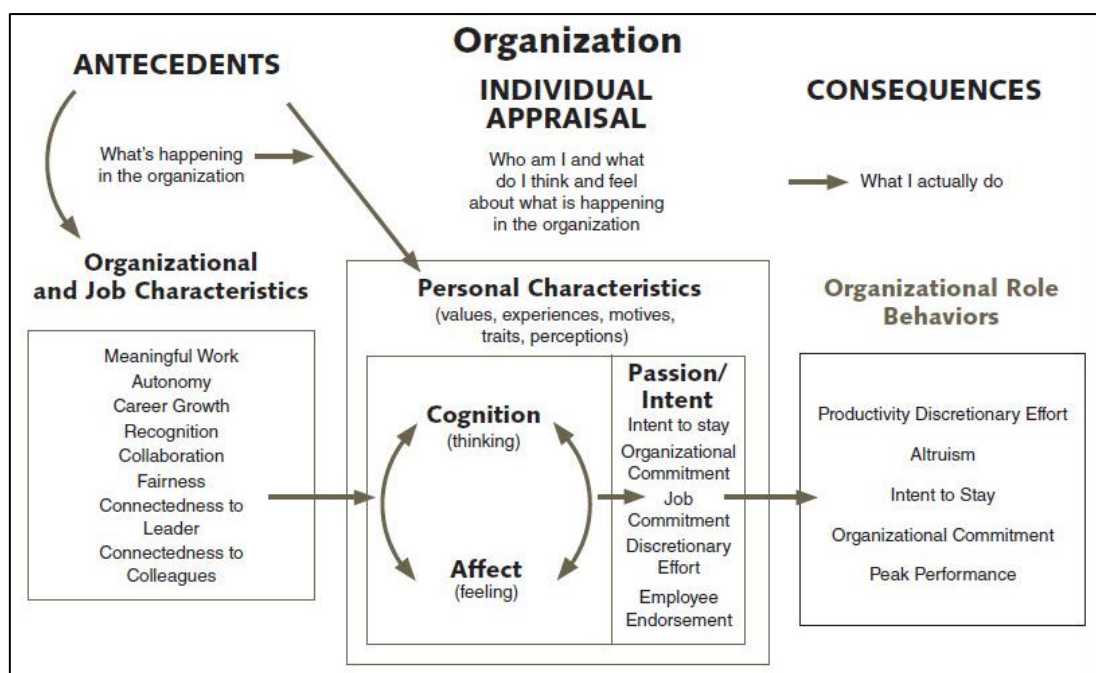 Organization
ANTECEDENTS
What's happening
in the organization
INDIVIDUAL
APPRAISAL
Who am I and what
do I think and feel
about what is happening
in the organization
CONSEQUENCES
What I actually do
Organizational
and Job Characteristics
Meaningful Work
Autonomy
Career Growth
Recognition
Collaboration
Fairness
Connectedness to
Leader
Connectedness to
Colleagues
Personal Characteristics
(values, experiences, motives,
traits, perceptions)
Cognition
(thinking)
Affect
(feeling)
Passion/
Intent
Intent to stay
Organizational
Commitment
Job
Commitment
Discretionary
Effort
Employee
Endorsement
Organizational Role
Behaviors
Productivity Discretionary Effort
Altruism
Intent to Stay
Organizational Commitment
Peak Performance